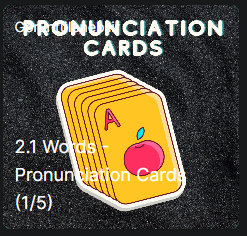 PRONUNCIATION
CARDS
A
2.1 Words -
Pronunciation Cards
(1/5)